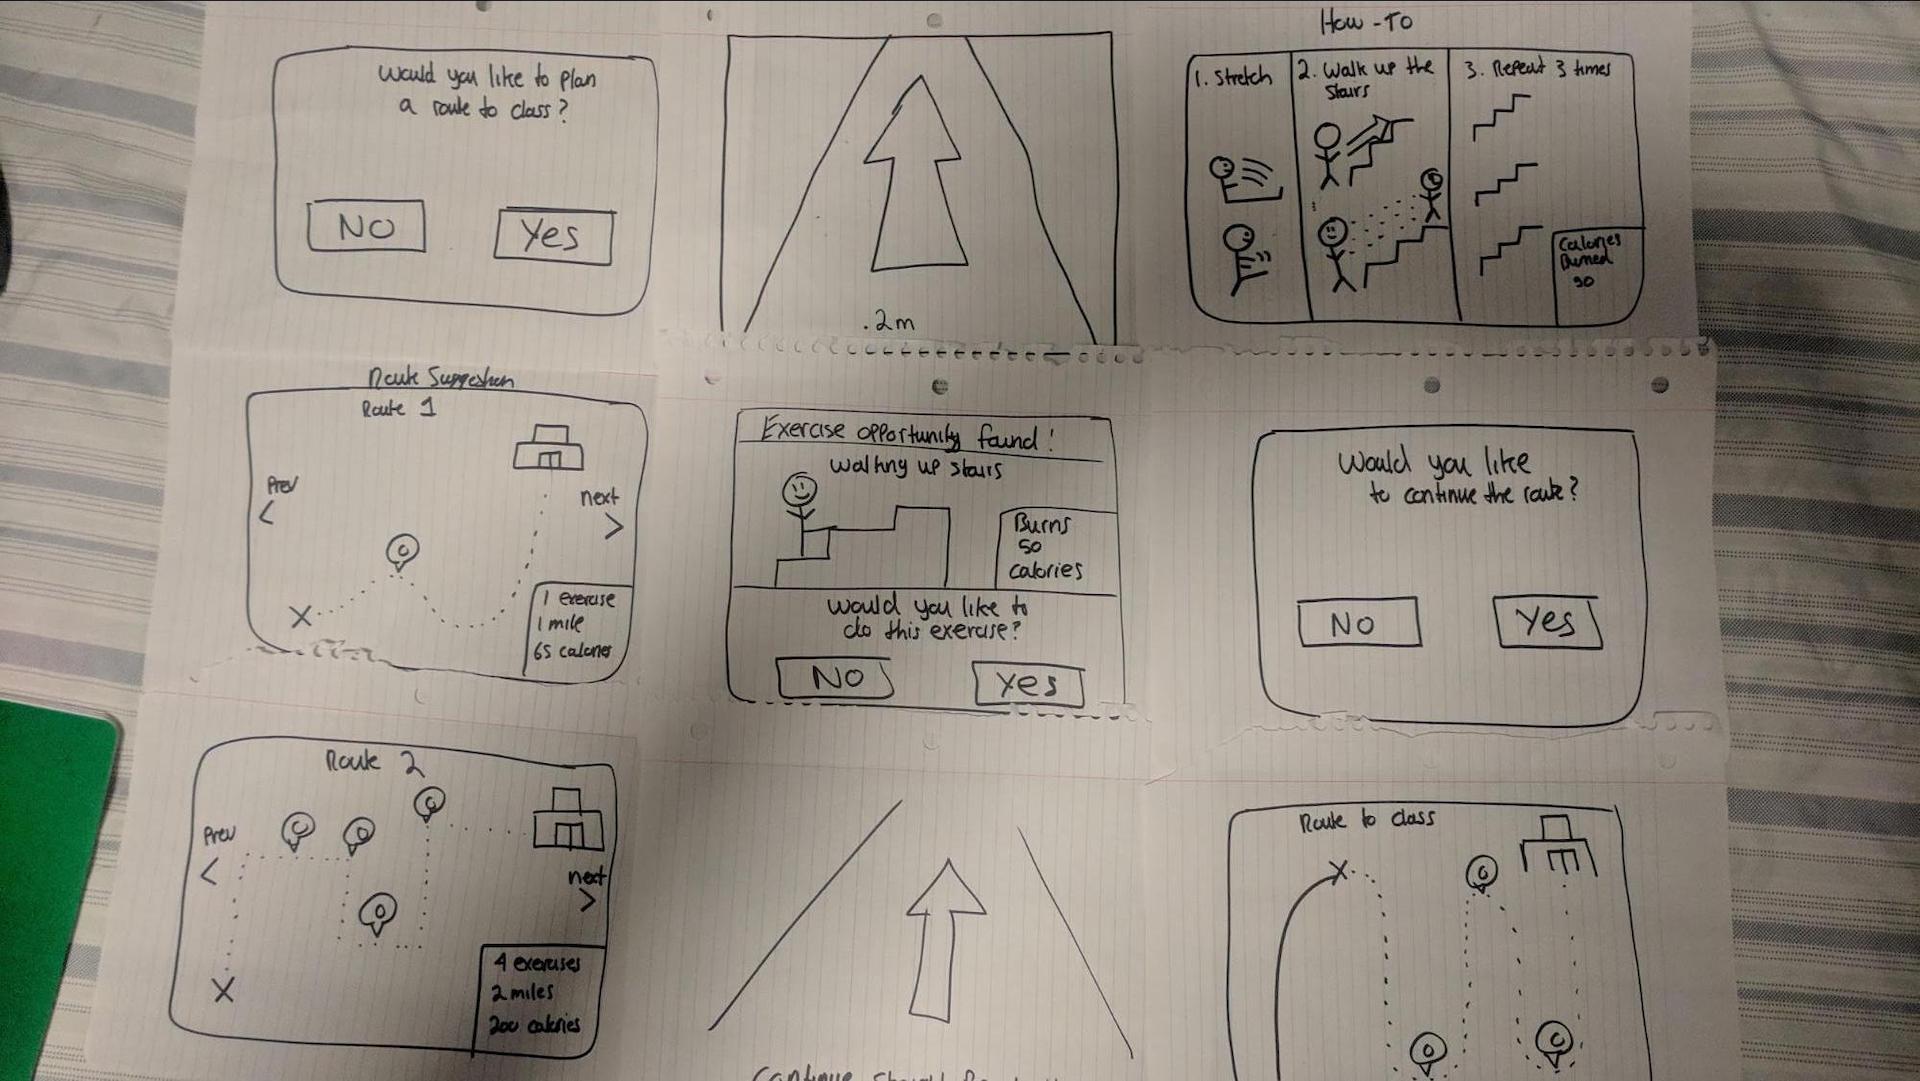 Would you like to plan
a route to class?
No
Yes
.2m
How-To
1. Stretch
2. Walk up the
Stairs
3. Repeat 3 times
Calories
Burned
90
Route Suggestion
Route 1
Prev
<
next
>
1 exercise
1 mile
65 calories
Exercise opportunity found!
Walking up stairs
Burns
50
calories
Would you like to
do this exercise?
No
Yes
Would you like
to continue the route?
No
Yes
Route 2
Prev
<
next
>
4 exercises
2 miles
200 calories
Continue
Route to class